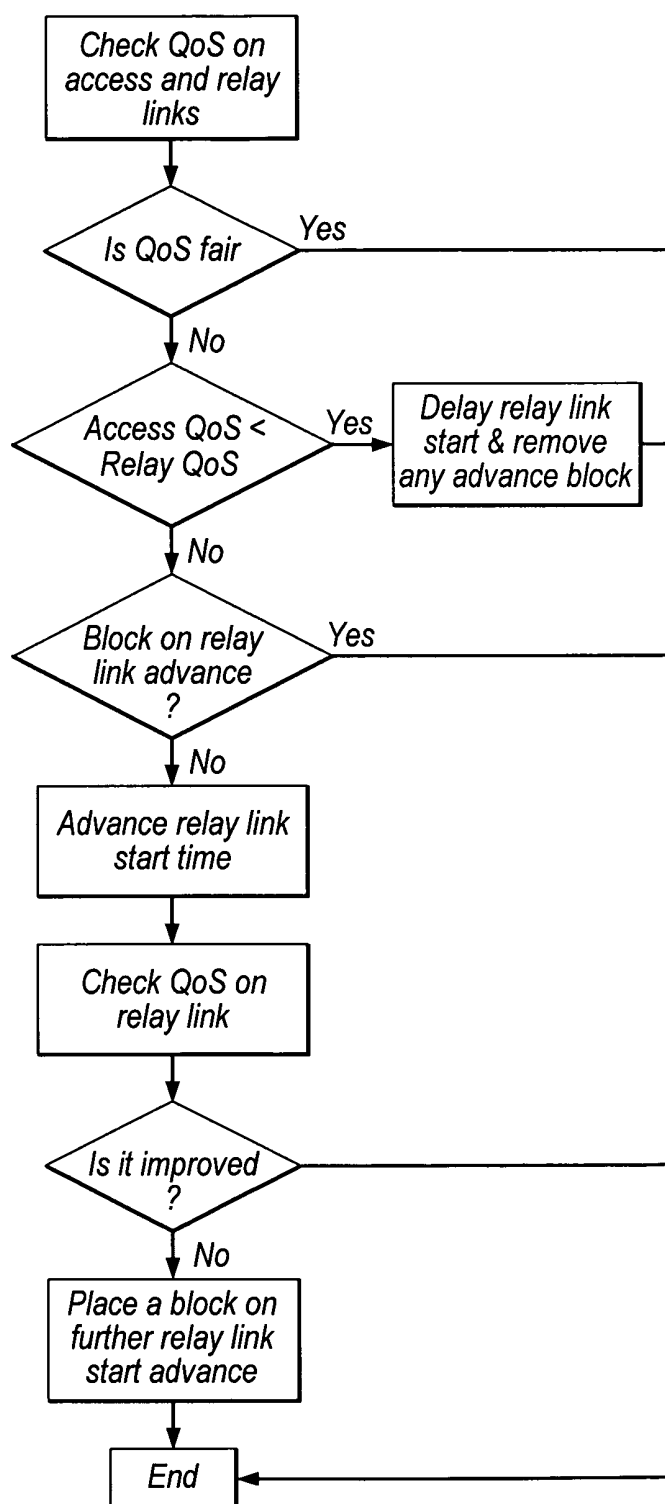 Check QoS on
access and relay
links
Is QoS fair
Yes
No
Access QoS <
Relay QoS
Yes
Delay relay link
start & remove
any advance block
No
Block on relay
link advance
?
Yes
No
Advance relay link
start time
Check QoS on
relay link
Is it improved
?
No
Place a block on
further relay link
start advance
End